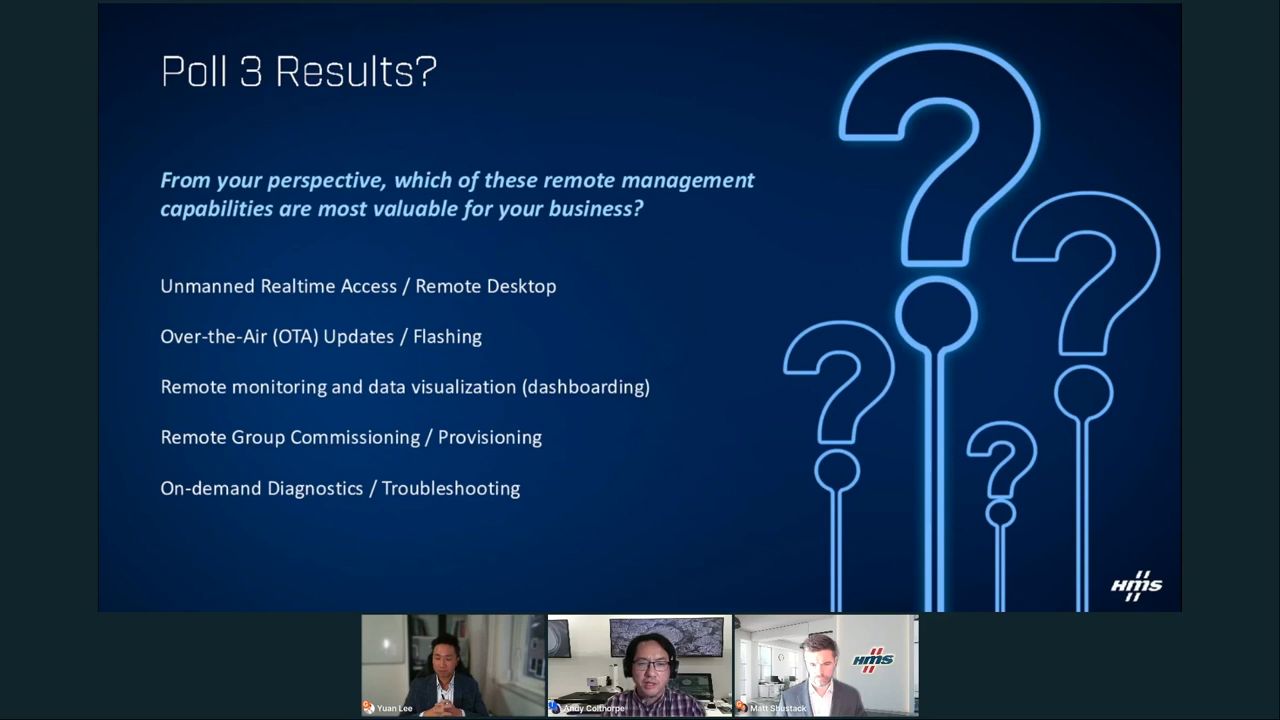 Poll 3 Results?
From your perspective, which of these remote management
capabilities are most valuable for your business?
Unmanned Realtime Access / Remote Desktop
Over-the-Air (OTA) Updates / Flashing
Remote monitoring and data visualization (dashboarding)
Remote Group Commissioning / Provisioning
On-demand Diagnostics / Troubleshooting
HMS
HMS
Yuan Lee
Andy Colthorpe
Matt Shustack